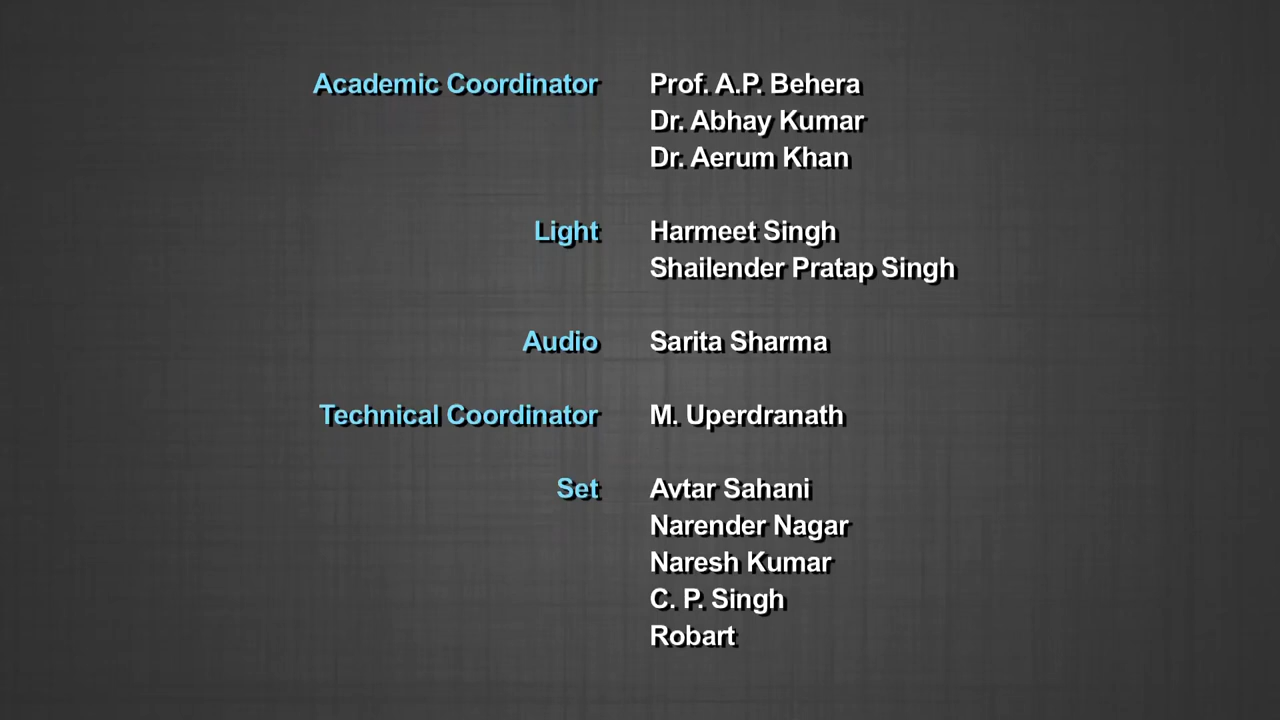 Academic Coordinator Prof. A.P. Behera
Dr. Abhay Kumar
Dr. Aerum Khan
Light Harmeet Singh
Shailender Pratap Singh
Audio Sarita Sharma
Technical Coordinator M. Uperdranath
Set Avtar Sahani
Narender Nagar
Naresh Kumar
C. P. Singh
Robart